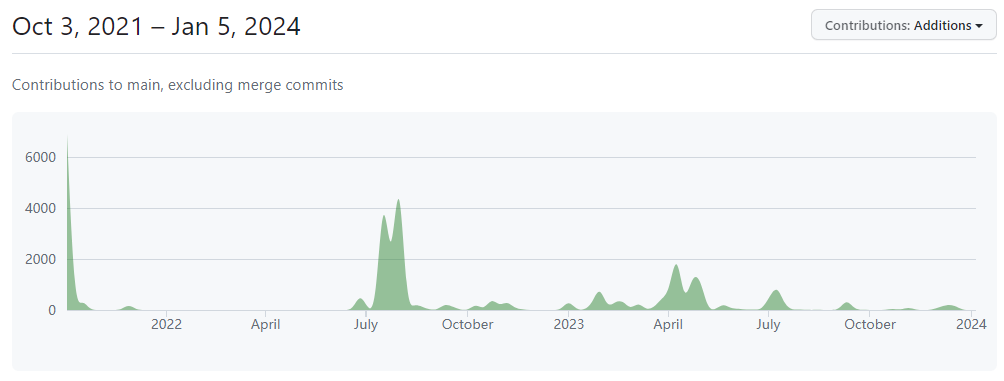 Oct 3, 2021 – Jan 5, 2024
Contributions: Additions
Contributions to main, excluding merge commits
6000
4000
2000
0
2022 April July October 2023 April July October 2024